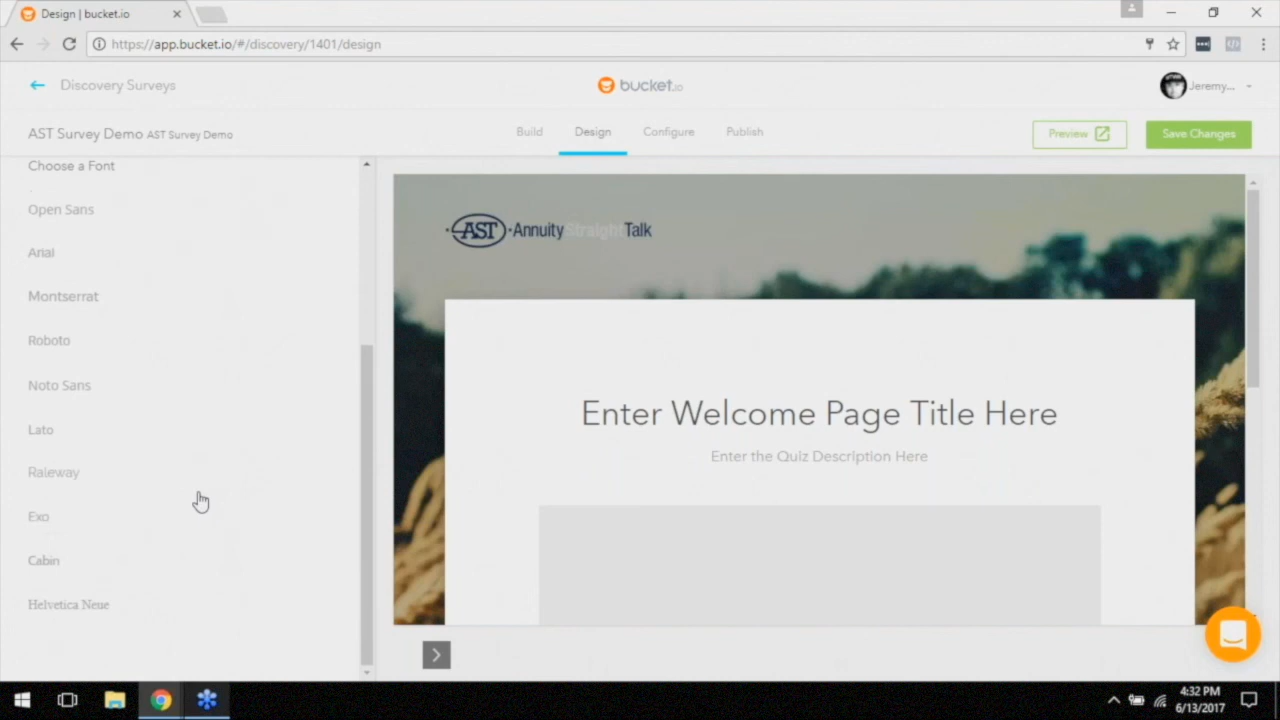 Design | bucket.io
https://app.bucket.io/#/discovery/1401/design
Discovery Surveys
bucket.io
Jeremy...
AST Survey Demo AST Survey Demo
Build
Design
Configure
Publish
Preview
Save Changes
Choose a Font
Open Sans
Arial
Montserrat
Roboto
Noto Sans
Lato
Raleway
Exo
Cabin
Helvetica Neue
AST AnnuityStraightTalk
Enter Welcome Page Title Here
Enter the Quiz Description Here
4:32 PM
6/13/2017